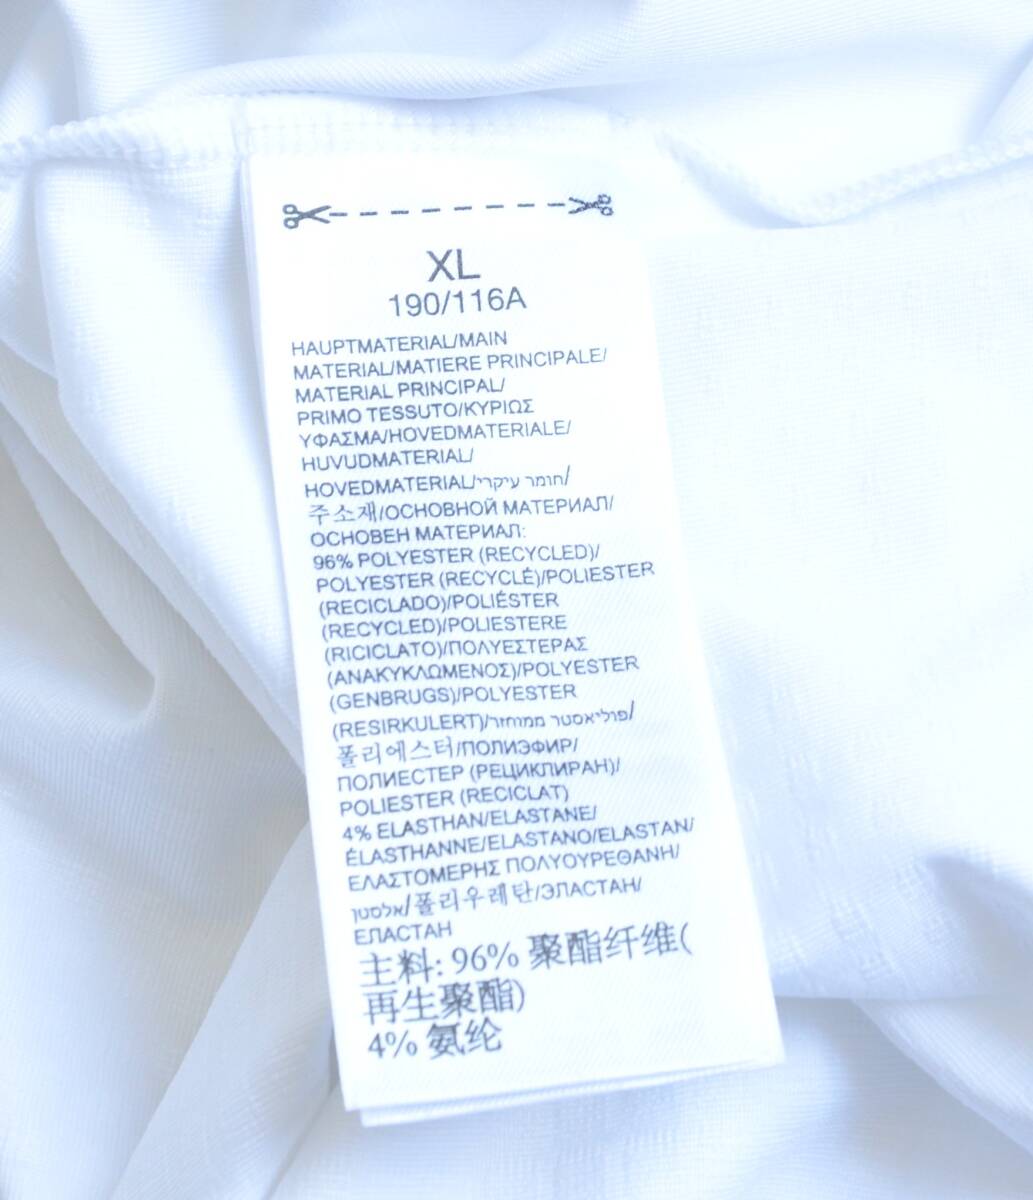 XL
190/116A
HAUPTMATERIAL/MAIN
MATERIAL/MATIERE PRINCIPALE/
MATERIAL PRINCIPAL/
PRIMO TESSUTO/ΚΥΡΙΩΣ
ΥΦΑΣΜΑ/HOVEDMATERIALE/
HUVUDMATERIAL/
HOVEDMATERIAL/חומר עיקרי/
주소재/ОСНОВНОЙ МАТЕРИАЛ/
ОСНОВЕН МАТЕРИАЛ:
96% POLYESTER (RECYCLED)/
POLYESTER (RECYCLÉ)/POLIESTER
(RECICLADO)/POLIÉSTER
(RECYCLED)/POLIESTERE
(RICICLATO)/ΠΟΛΥΕΣΤΕΡΑΣ
(ΑΝΑΚΥΚΛΩΜΕΝΟΣ)/POLYESTER
(GENBRUGS)/POLYESTER
(RESIRKULERT)/פוליאסטר ממוחזר/
폴리에스터/ПОЛИЭФИР/
ПОЛИЕСТЕР (РЕЦИКЛИРАН)/
POLIESTER (RECICLAT)
4% ELASTHAN/ELASTANE/
ÉLASTHANNE/ELASTANO/ELASTAN/
ΕΛΑΣΤΟΜΕΡΗΣ ΠΟΛΥΟΥΡΕΘΑΝΗ/
אלסטן/폴리우레탄/ЭЛАСТАН/
ЕЛАСТАН
主料: 96% 聚酯纤维(
再生聚酯)
4% 氨纶